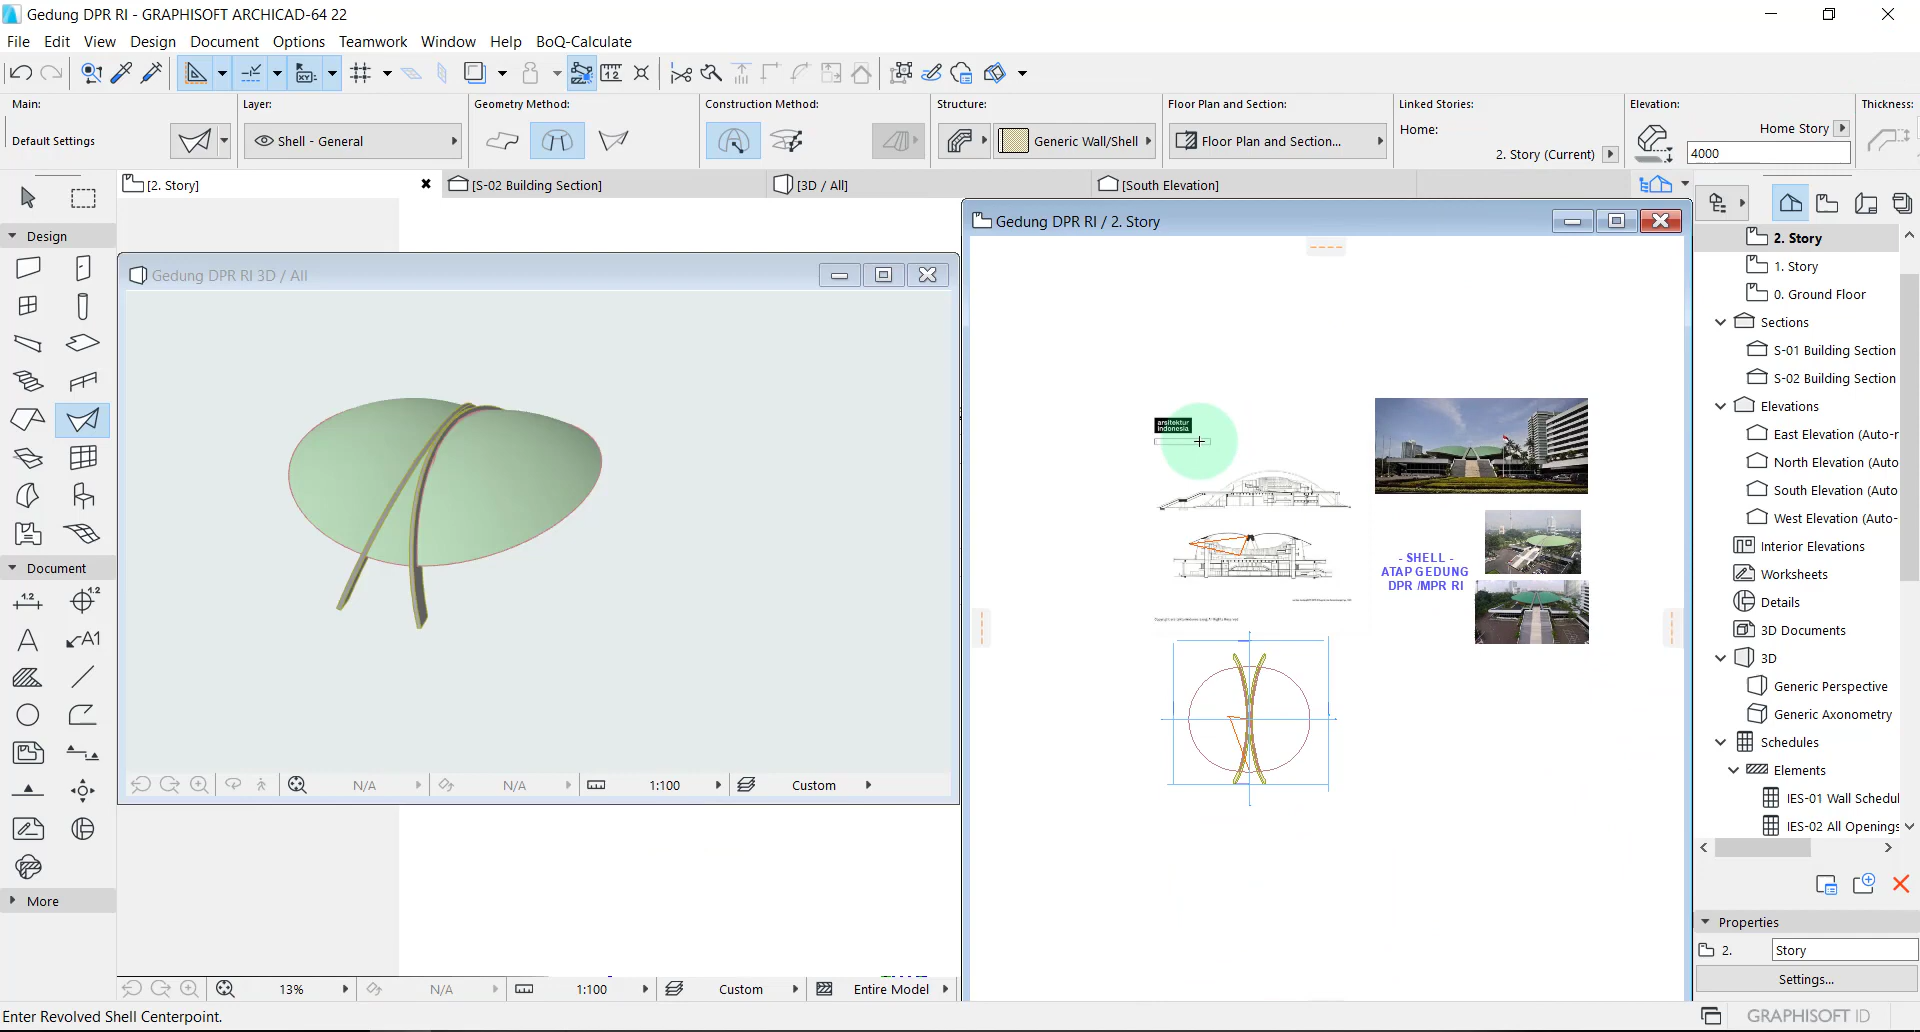 Gedung DPR RI - GRAPHISOFT ARCHICAD-64 22
File Edit View Design Document Options Teamwork Window Help BoQ-Calculate
Main: Layer: Geometry Method: Construction Method: Structure: Floor Plan and Section: Linked Stories: Elevation: Thickness:
Default Settings
Shell - General
Generic Wall/Shell
Floor Plan and Section...
Home:
2. Story (Current)
Home Story
4000
[2. Story]
[S-02 Building Section]
[3D / All]
[South Elevation]
Design
Gedung DPR RI 3D / All
Gedung DPR RI / 2. Story
arsitektur
indonesia
- SHELL -
ATAP GEDUNG
DPR /MPR RI
N/A
N/A
1:100
Custom
Document
More
13%
N/A
1:100
Custom
Entire Model
2. Story
1. Story
0. Ground Floor
Sections
S-01 Building Section
S-02 Building Section
Elevations
East Elevation (Auto-r
North Elevation (Auto
South Elevation (Auto
West Elevation (Auto-
Interior Elevations
Worksheets
Details
3D Documents
3D
Generic Perspective
Generic Axonometry
Schedules
Elements
IES-01 Wall Schedul
IES-02 All Openings
Properties
2. Story
Settings...
Enter Revolved Shell Centerpoint.
GRAPHISOFT ID